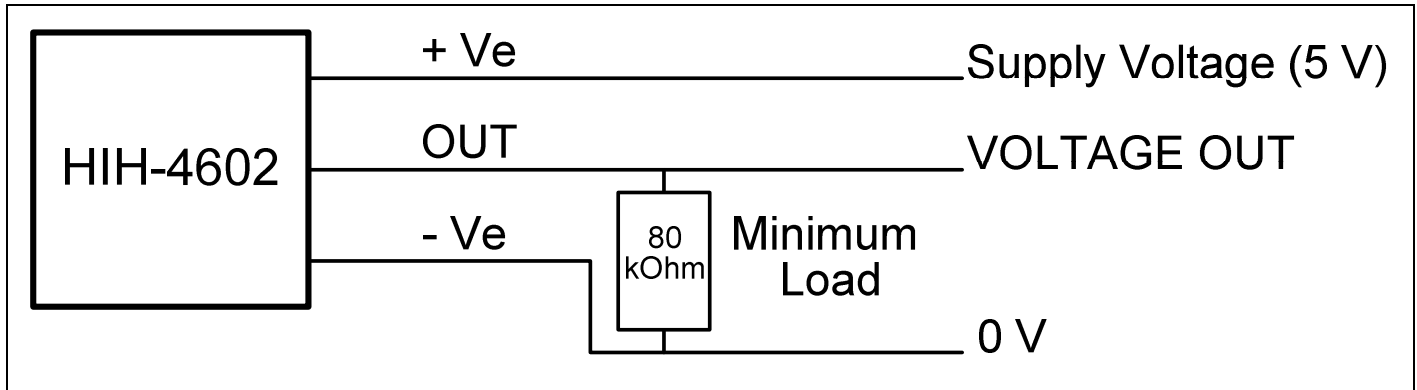 + Ve
Supply Voltage (5 V)
HIH-4602
OUT
VOLTAGE OUT
- Ve
80
kOhm
Minimum
Load
0 V